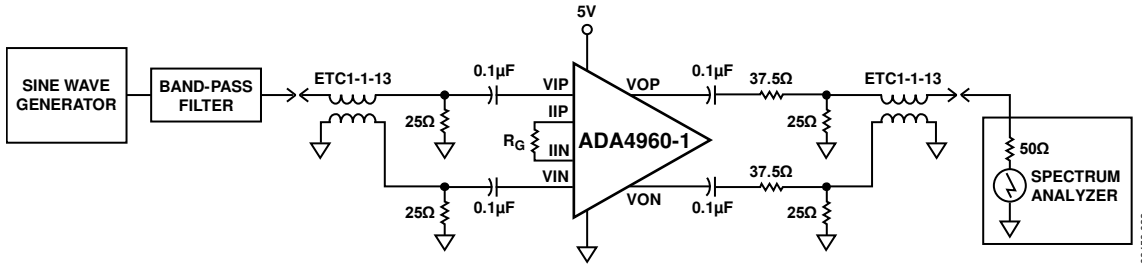 5V
SINE WAVE
GENERATOR
BAND-PASS
FILTER
ETC1-1-13
25Ω
25Ω
0.1µF
0.1µF
VIP
IIP
RG
IIN
VIN
ADA4960-1
VOP
VON
0.1µF
0.1µF
37.5Ω
37.5Ω
25Ω
25Ω
ETC1-1-13
50Ω
SPECTRUM
ANALYZER